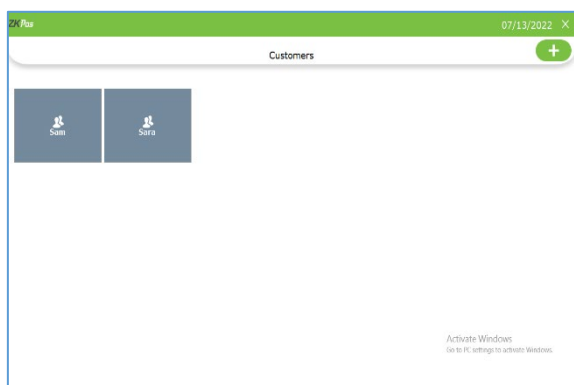 ZKPos
07/13/2022 X
Customers
+
Sam
Sara
Activate Windows
Go to PC settings to activate Windows.